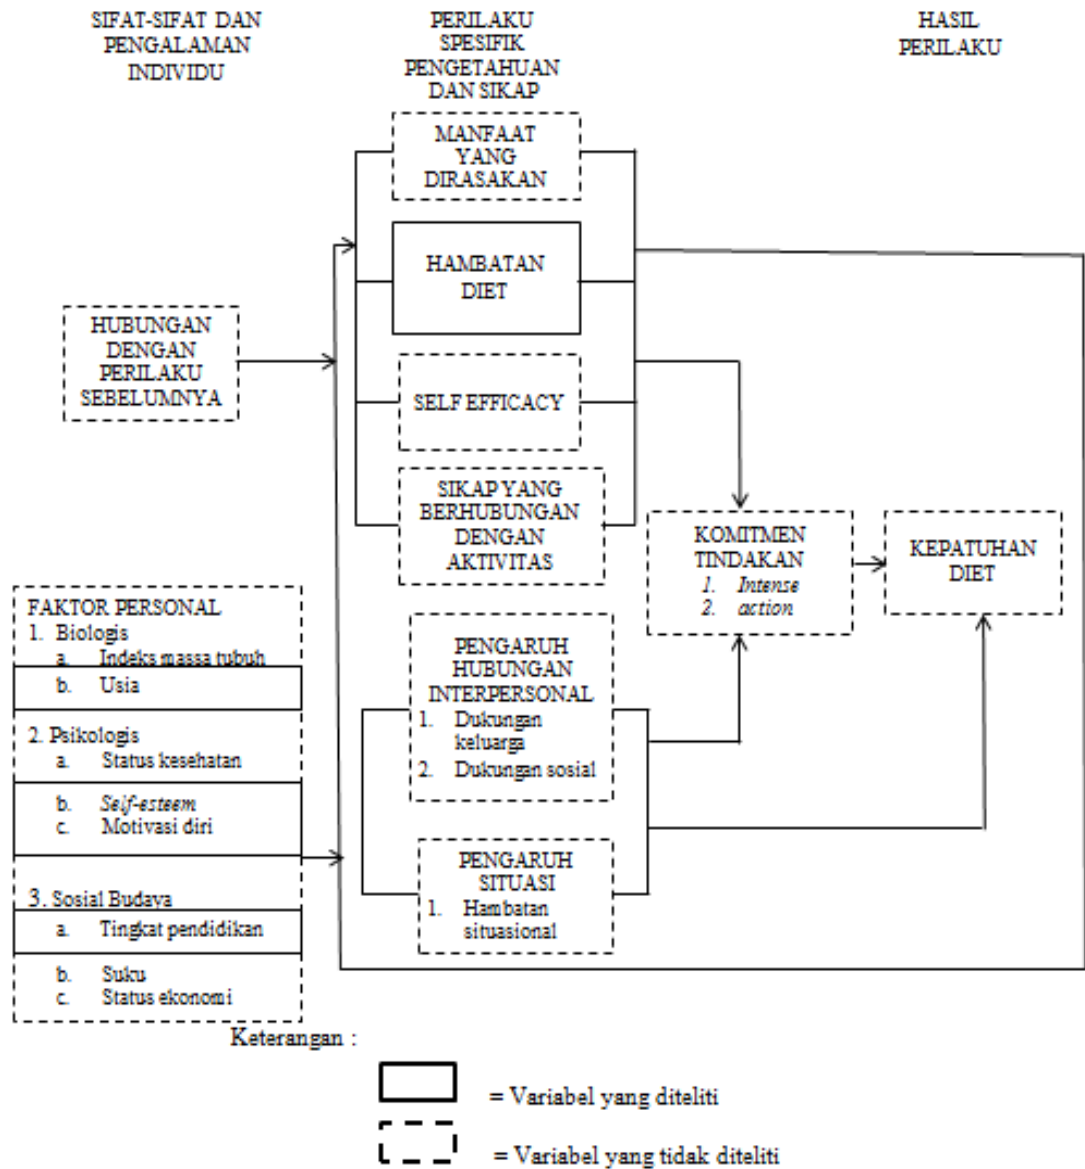 SIFAT-SIFAT DAN
PENGALAMAN
INDIVIDU
PERILAKU
SPESIFIK
PENGETAHUAN
DAN SIKAP
HASIL
PERILAKU
MANFAAT
YANG
DIRASAKAN
HAMBATAN
DIET
HUBUNGAN
DENGAN
PERILAKU
SEBELUMNYA
SELF EFFICACY
SIKAP YANG
BERHUBUNGAN
DENGAN
AKTIVITAS
KOMITMEN
TINDAKAN
1. Intense
2. action
KEPATUHAN
DIET
FAKTOR PERSONAL
1. Biologis
a. Indeks massa tubuh
b. Usia
2. Psikologis
a. Status kesehatan
b. Self-esteem
c. Motivasi diri
3. Sosial Budaya
a. Tingkat pendidikan
b. Suku
c. Status ekonomi
PENGARUH
HUBUNGAN
INTERPERSONAL
1. Dukungan
keluarga
2. Dukungan sosial
PENGARUH
SITUASI
1. Hambatan
situasional
Keterangan :
= Variabel yang diteliti
= Variabel yang tidak diteliti